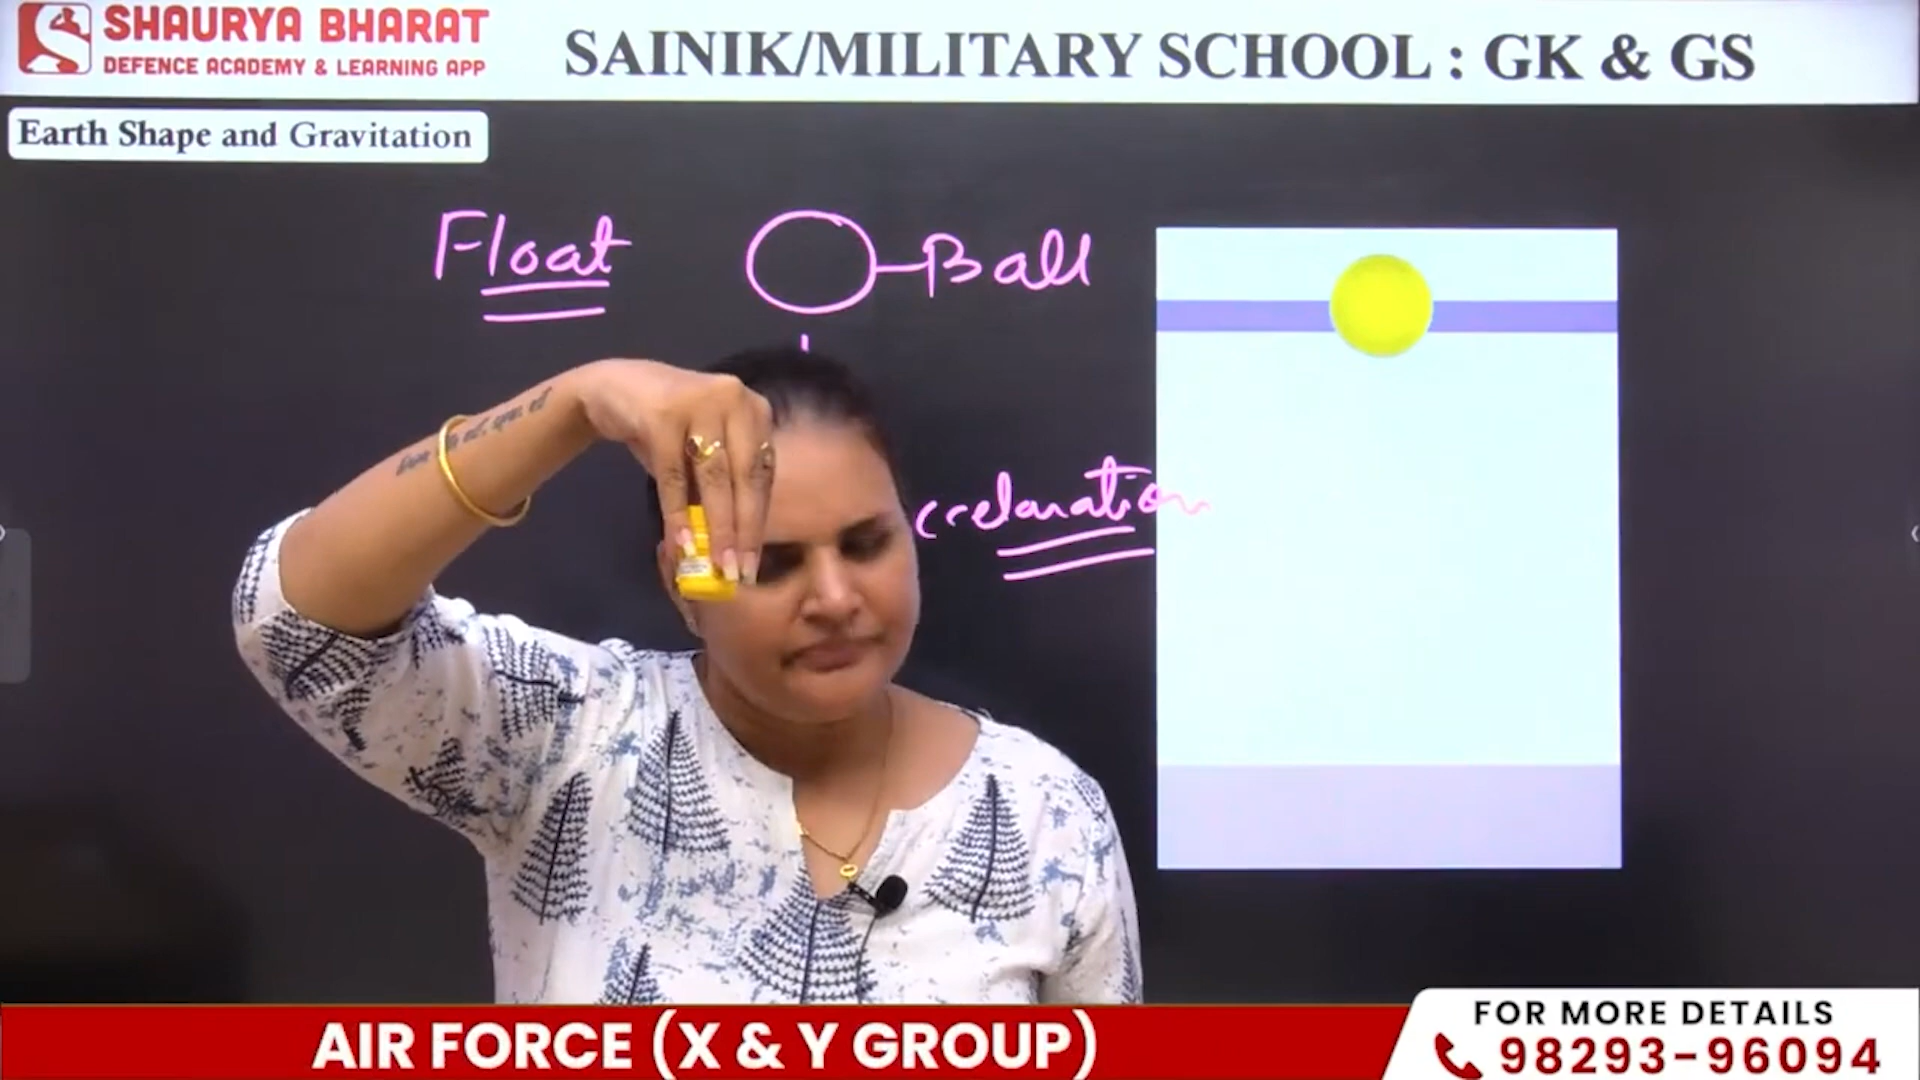 SHAURYA BHARAT
DEFENCE ACADEMY & LEARNING APP
SAINIK/MILITARY SCHOOL : GK & GS
Earth Shape and Gravitation
Float
Ball
AIR FORCE (X & Y GROUP)
FOR MORE DETAILS
98293-96094